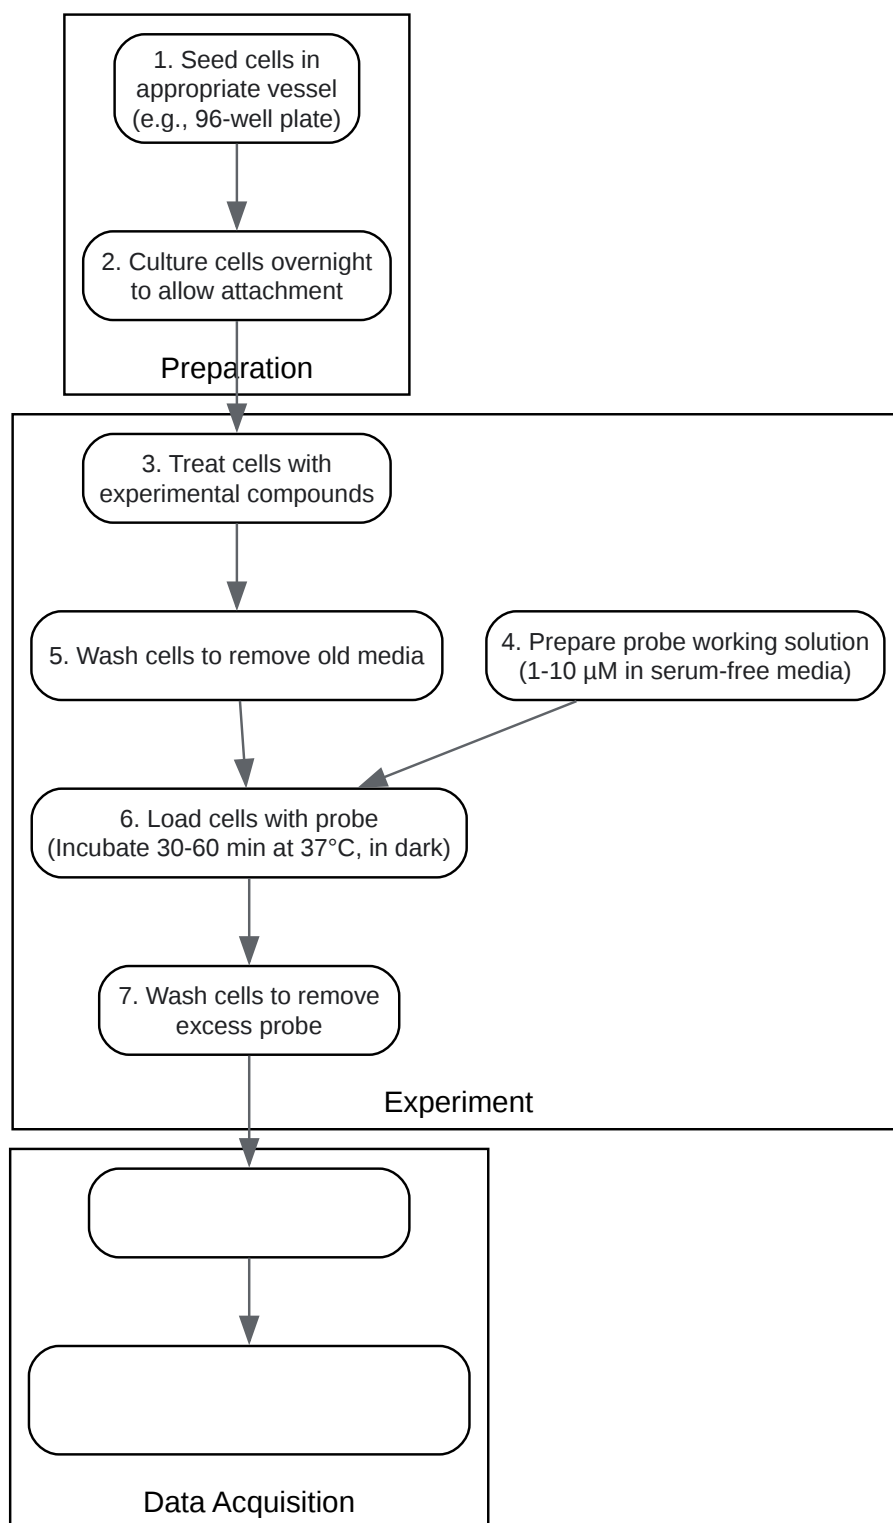 1. Seed cells in
appropriate vessel
(e.g., 96-well plate)
2. Culture cells overnight
to allow attachment
Preparation
3. Treat cells with
experimental compounds
5. Wash cells to remove old media
4. Prepare probe working solution
(1-10 µM in serum-free media)
6. Load cells with probe
(Incubate 30-60 min at 37°C, in dark)
7. Wash cells to remove
excess probe
Experiment
Data Acquisition